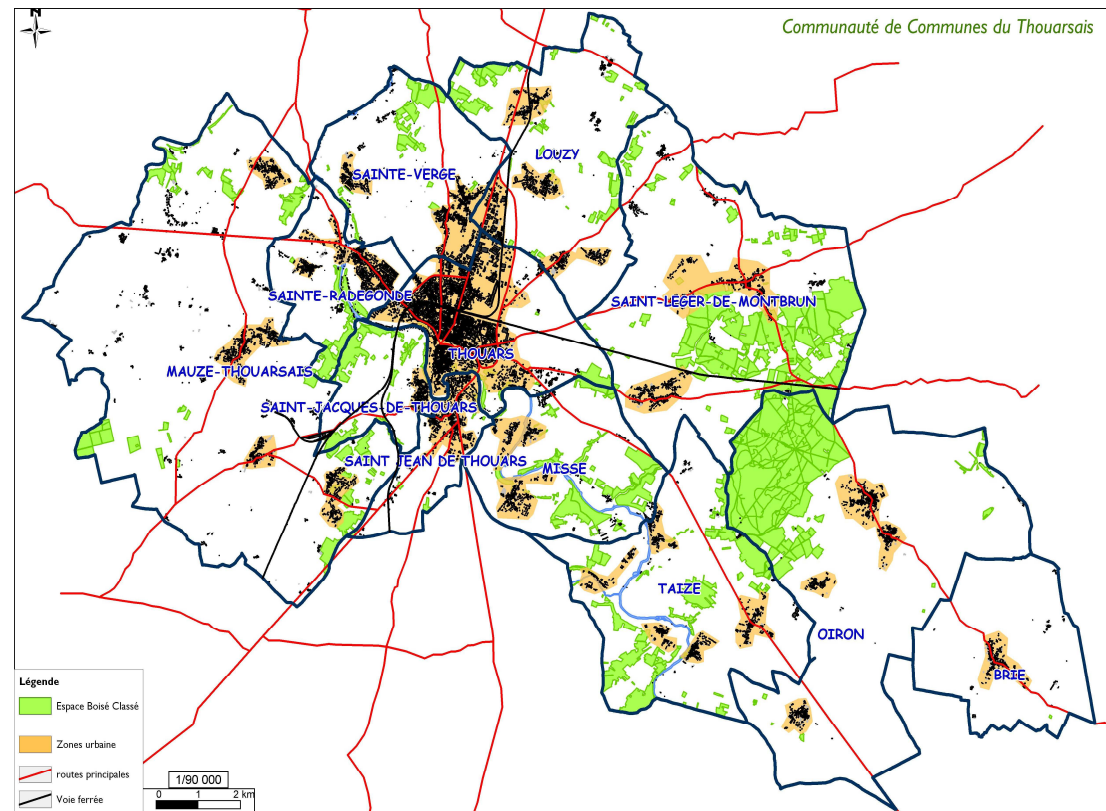 N
Communauté de Communes du Thouarsais
LOUZY
SAINTE-VERGE
SAINTE-RADEGONDE
SAINT-LEGER-DE-MONTBRUN
THOUARS
MAUZE-THOUARSAIS
SAINT-JACQUES-DE-THOUARS
SAINT JEAN DE THOUARS
MISSE
TAIZE
OIRON
BRIE
Légende
Espace Boisé Classé
Zones urbaine
routes principales
Voie ferrée
1/90 000
0 1 2 km